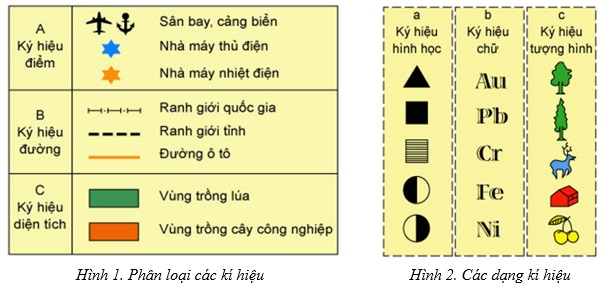 A
Ký hiệu
điểm
Sân bay, cảng biển
Nhà máy thủ điện
Nhà máy nhiệt điện
B
Ký hiệu
đường
Ranh giới quốc gia
Ranh giới tỉnh
Đường ô tô
C
Ký hiệu
diện tích
Vùng trồng lúa
Vùng trồng cây công nghiệp
Hình 1. Phân loại các kí hiệu
a
Ký hiệu
hình học
b
Ký hiệu
chữ
Au
Pb
Cr
Fe
Ni
c
Ký hiệu
tượng hình
Hình 2. Các dạng kí hiệu